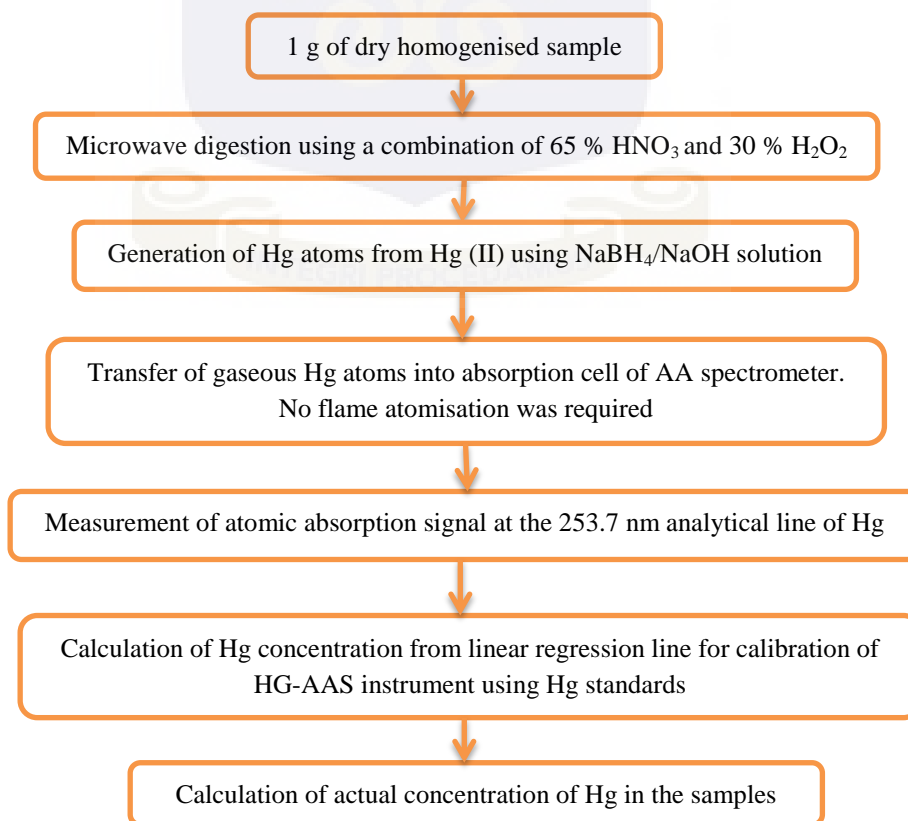 1 g of dry homogenised sample
Microwave digestion using a combination of 65 % HNO₃ and 30 % H₂O₂
Generation of Hg atoms from Hg (II) using NaBH₄/NaOH solution
INTEGRI PROCEDAMUS
Transfer of gaseous Hg atoms into absorption cell of AA spectrometer.
No flame atomisation was required
Measurement of atomic absorption signal at the 253.7 nm analytical line of Hg
Calculation of Hg concentration from linear regression line for calibration of
HG-AAS instrument using Hg standards
Calculation of actual concentration of Hg in the samples